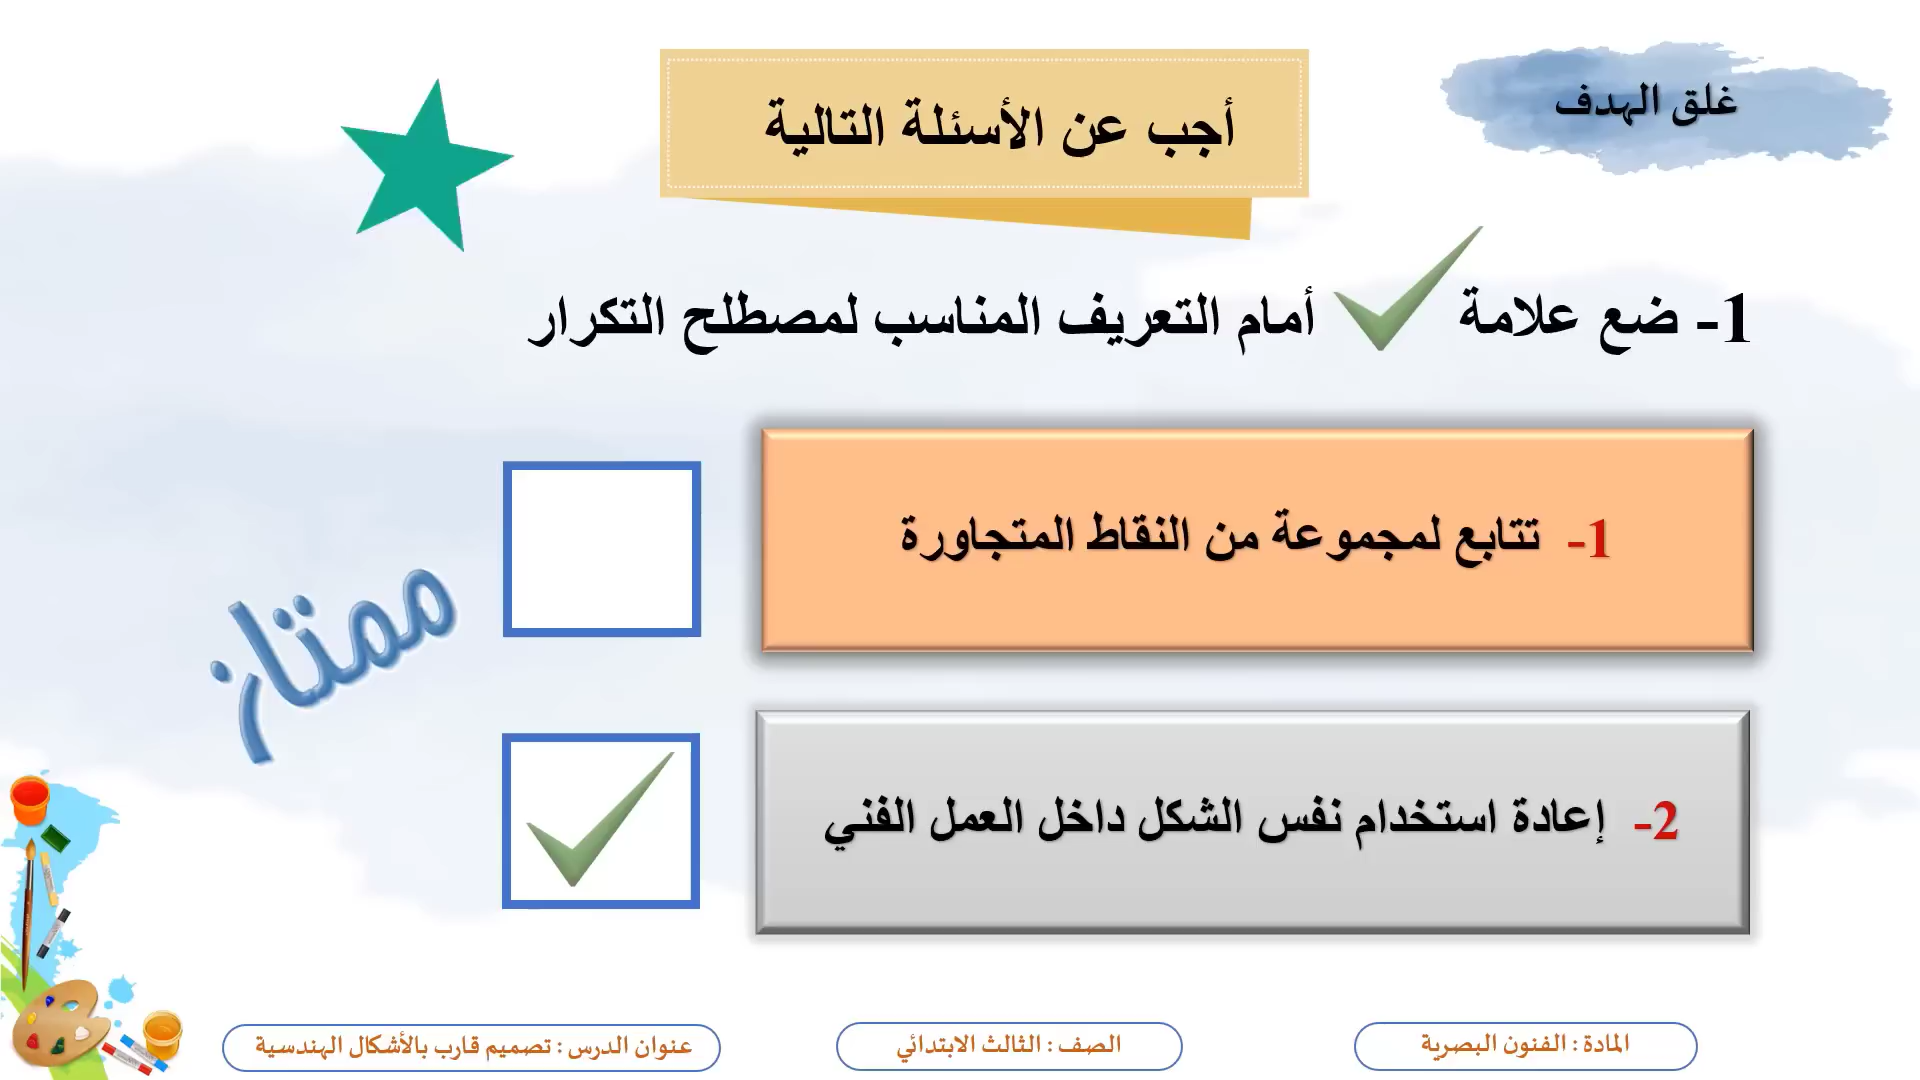 غلق الهدف
أجب عن الأسئلة التالية
1- ضع علامة أمام التعريف المناسب لمصطلح التكرار
1- تتابع لمجموعة من النقاط المتجاورة
2- إعادة استخدام نفس الشكل داخل العمل الفني
ممتاز
المادة : الفنون البصرية
الصف : الثالث الابتدائي
عنوان الدرس : تصميم قارب بالأشكال الهندسية